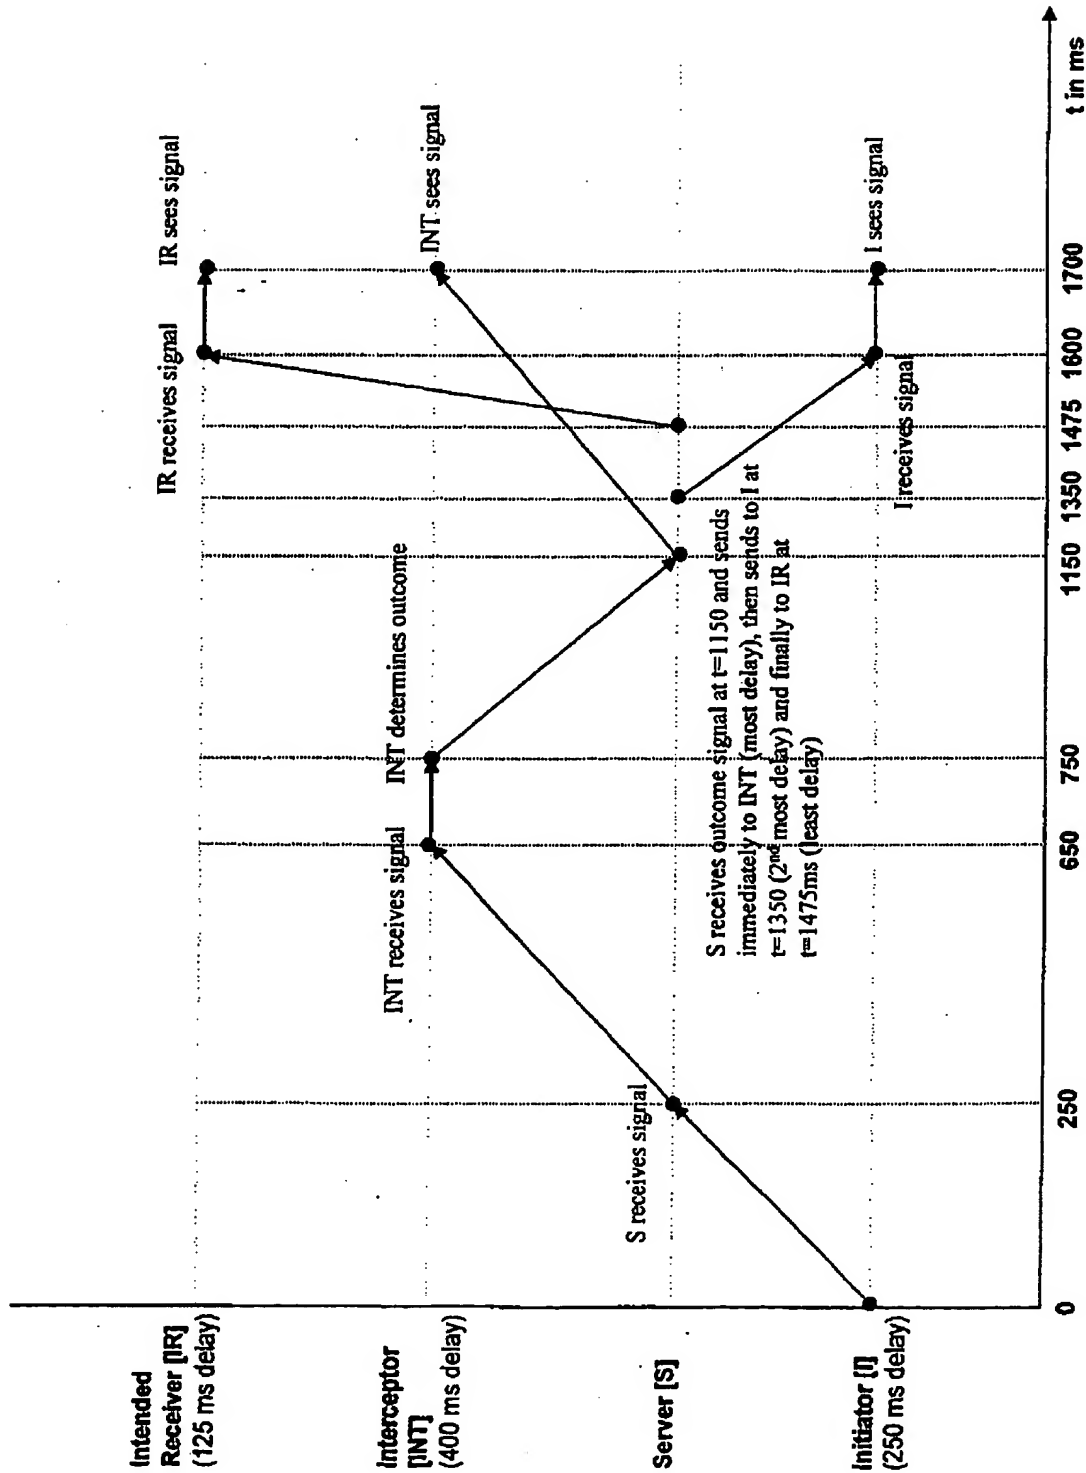 Intended
Receiver [IR]
(125 ms delay)
IR receives signal
IR sees signal
Interceptor
[INT]
(400 ms delay)
INT receives signal
INT determines outcome
INT sees signal
Server [S]
S receives signal
S receives outcome signal at t=1150 and sends
immediately to INT (most delay), then sends to I at
t=1350 (2nd most delay) and finally to IR at
t=1475ms (least delay)
Initiator [I]
(250 ms delay)
I receives signal
I sees signal
0
250
650
750
1150
1350
1475
1600
1700
t in ms